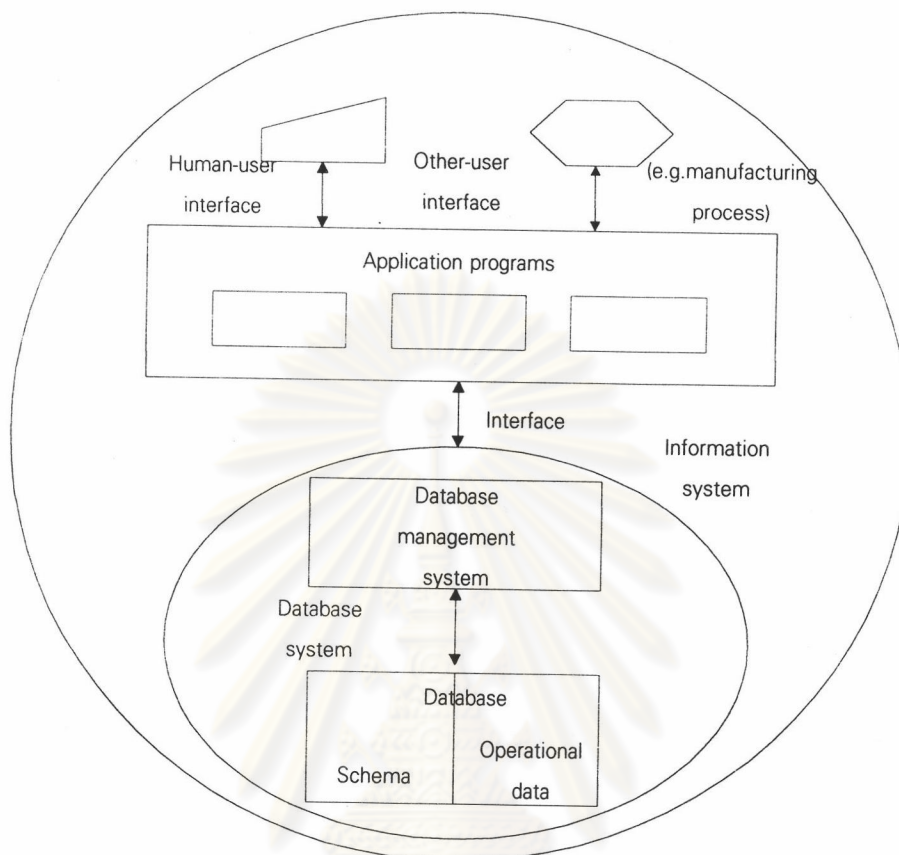 Human-user
interface
Other-user
interface
(e.g.manufacturing
process)
Application programs
Interface
Information
system
Database
management
system
Database
system
Database
Schema
Operational
data